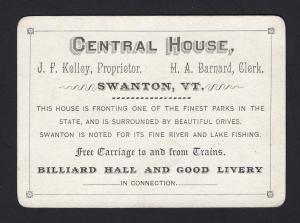 CENTRAL HOUSE,
J. F. Kelley, Proprietor. H. A. Barnard, Clerk.
SWANTON, VT.
THIS HOUSE IS FRONTING ONE OF THE FINEST PARKS IN THE
STATE, AND IS SURROUNDED BY BEAUTIFUL DRIVES.
SWANTON IS NOTED FOR ITS FINE RIVER AND LAKE FISHING.
Free Carriage to and from Trains.
BILLIARD HALL AND GOOD LIVERY
IN CONNECTION